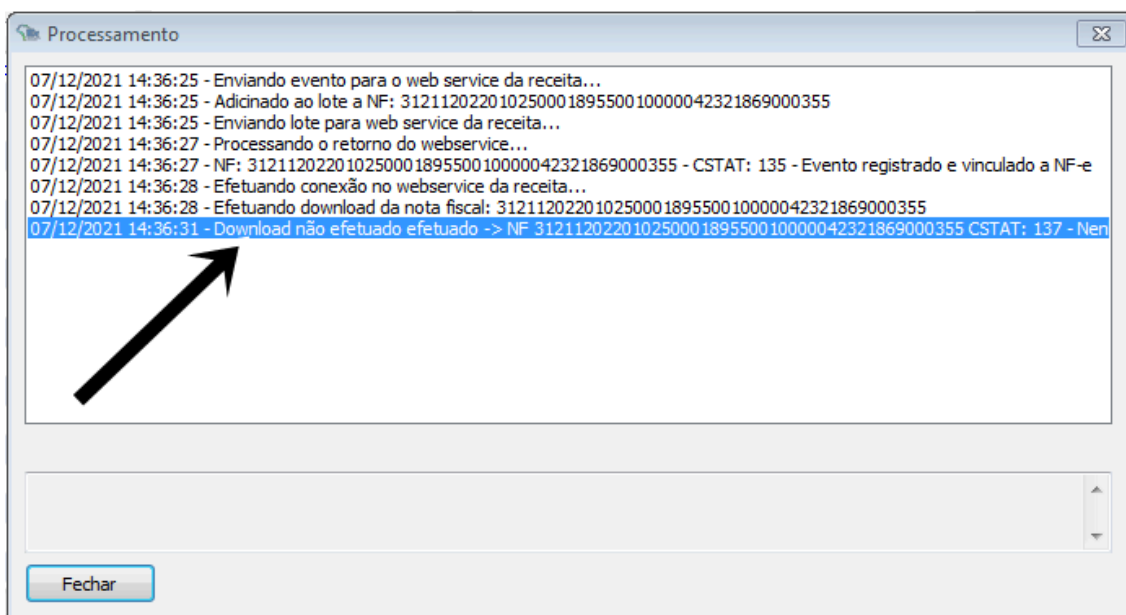 Processamento
07/12/2021 14:36:25 - Enviando evento para o web service da receita...
07/12/2021 14:36:25 - Adicinado ao lote a NF: 31211202201025000189550010000042321869000355
07/12/2021 14:36:25 - Enviando lote para web service da receita...
07/12/2021 14:36:27 - Processando o retorno do webservice...
07/12/2021 14:36:27 - NF: 31211202201025000189550010000042321869000355 - CSTAT: 135 - Evento registrado e vinculado a NF-e
07/12/2021 14:36:28 - Efetuando conexão no webservice da receita...
07/12/2021 14:36:28 - Efetuando download da nota fiscal: 31211202201025000189550010000042321869000355
07/12/2021 14:36:31 - Download não efetuado efetuado -> NF 31211202201025000189550010000042321869000355 CSTAT: 137 - Nen
Fechar